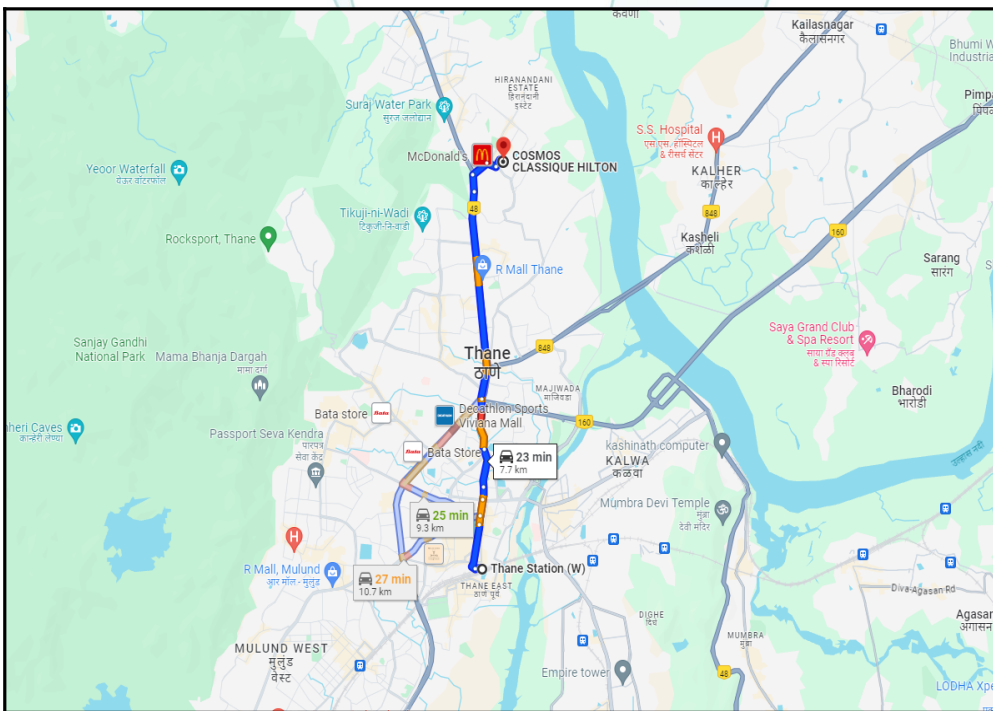 Kailasnagar
कैलासनगर
HIRANANDANI
ESTATE
हिरानंदानी
इस्टेट
Suraj Water Park
सुरज जलोद्यान
S.S. Hospital
एस.एस. हॉस्पिटल
& रीसर्च सेंटर
McDonald's
COSMOS
CLASSIQUE HILTON
Yeoor Waterfall
येऊर वॉटरफॉल
KALHER
काल्हेर
48
848
Tikuji-ni-Wadi
टिकुजी-नि-वाडी
Kasheli
कशेळी
160
Rocksport, Thane
Sarang
सारंग
R Mall Thane
Saya Grand Club
& Spa Resort
साया ग्रँड क्लब
& स्पा रिसॉर्ट
Sanjay Gandhi
National Park
Mama Bhanja Dargah
मामा दर्गा
Thane
ठाणे
848
MAJIWADA
माजिवडा
Bharodi
भारोडी
Bata store
Bata
Decathlon Sports
Viviana Mall
160
heri Caves
कान्हेरी लेण्या
Passport Seva Kendra
पारपत्र
सेवा केंद्र
Bata
Bata Store
23 min
7.7 km
kashinath computer
KALWA
कळवा
उल्हास नदी
25 min
9.3 km
Mumbra Devi Temple
मुंब्रा
देवी मंदिर
R Mall, Mulund
आर मॉल - मुलुंड
27 min
10.7 km
Thane Station (W)
THANE EAST
ठाणे पूर्व
Diva-Agasan Rd
DIGHE
दिघे
Agasan
अगासन
MULUND WEST
मुलुंड
वेस्ट
MUMBRA
मुंब्रा
Empire tower
48
LODHA Xpe